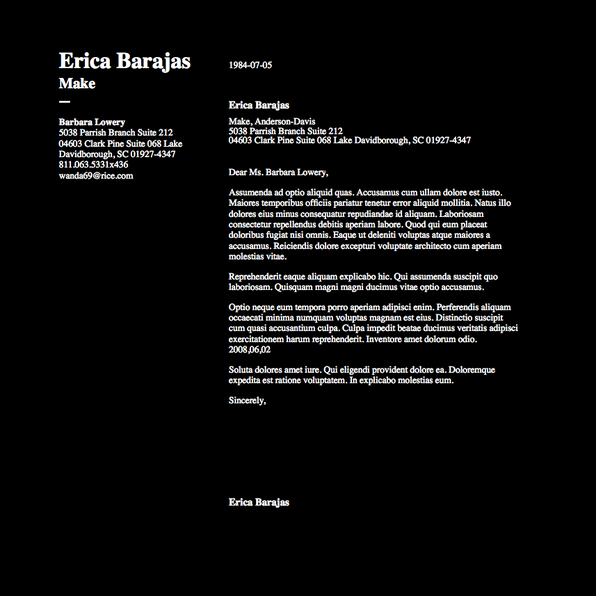 Erica Barajas
Make
—
Barbara Lowery
5038 Parrish Branch Suite 212
04603 Clark Pine Suite 068 Lake
Davidborough, SC 01927-4347
811.063.5331x436
wanda69@rice.com
1984-07-05
Erica Barajas
Make, Anderson-Davis
5038 Parrish Branch Suite 212
04603 Clark Pine Suite 068 Lake Davidborough, SC 01927-4347
Dear Ms. Barbara Lowery,
Assumenda ad optio aliquid quas. Accusamus cum ullam dolore est iusto.
Maiores temporibus officiis pariatur tenetur error aliquid mollitia. Natus illo
dolores eius minus consequatur repudiandae id aliquam. Laboriosam
consectetur repellendus debitis aperiam labore. Quod qui eum placeat
doloribus fugiat nisi omnis. Eaque ut deleniti voluptas atque maiores a
accusamus. Reiciendis dolore excepturi voluptate architecto cum aperiam
molestias vitae.
Reprehenderit eaque aliquam explicabo hic. Qui assumenda suscipit quo
laboriosam. Quisquam magni magni ducimus vitae optio accusamus.
Optio neque eum tempora porro aperiam adipisci enim. Perferendis aliquam
occaecati minima numquam voluptas magnam est eius. Distinctio suscipit
cum quasi accusantium culpa. Culpa impedit beatae ducimus veritatis adipisci
exercitationem harum reprehenderit. Inventore amet dolorum odio.
2008,06,02
Soluta dolores amet iure. Qui eligendi provident dolore ea. Doloremque
expedita est ratione voluptatem. In explicabo molestias eum.
Sincerely,
Erica Barajas